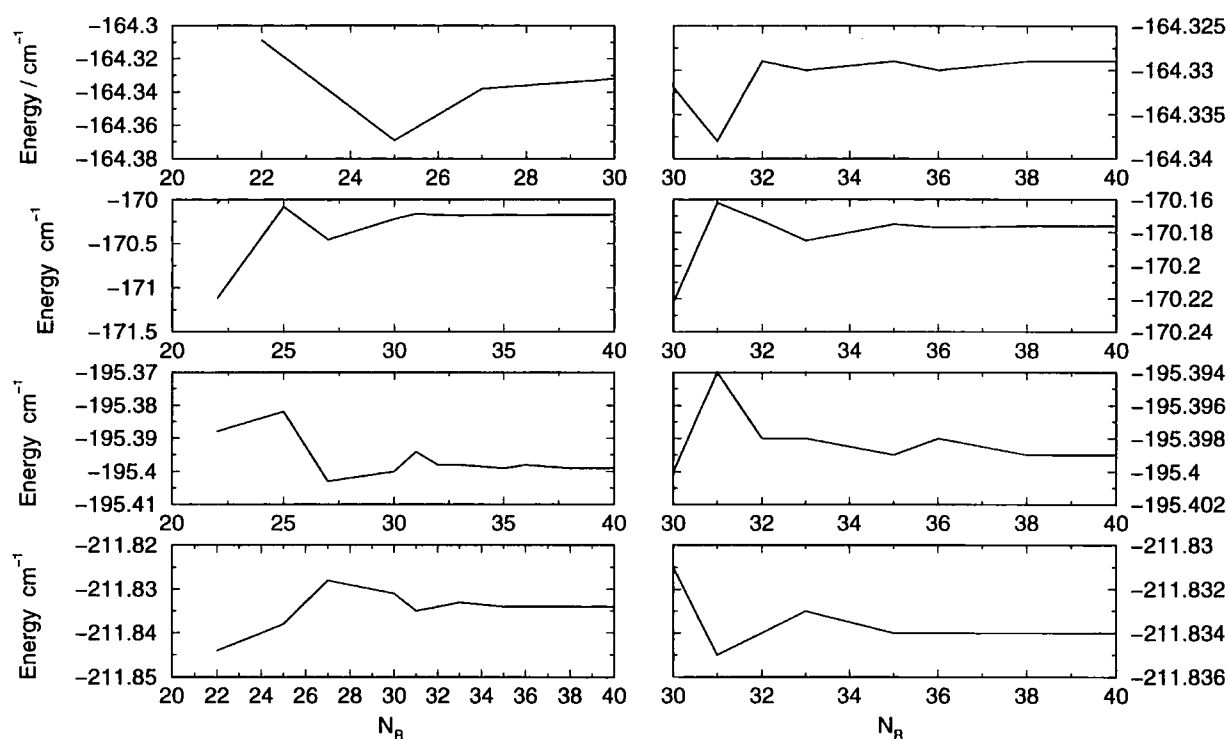 Energy / cm⁻¹
−164.3
−164.32
−164.34
−164.36
−164.38
20 22 24 26 28 30
−164.325
−164.33
−164.335
−164.34
30 32 34 36 38 40
Energy cm⁻¹
−170
−170.5
−171
−171.5
20 25 30 35 40
−170.16
−170.18
−170.2
−170.22
−170.24
30 32 34 36 38 40
Energy cm⁻¹
−195.37
−195.38
−195.39
−195.4
−195.41
20 25 30 35 40
−195.394
−195.396
−195.398
−195.4
−195.402
30 32 34 36 38 40
Energy cm⁻¹
−211.82
−211.83
−211.84
−211.85
20 22 24 26 28 30 32 34 36 38 40
−211.83
−211.832
−211.834
−211.836
30 32 34 36 38 40
N_R
N_R